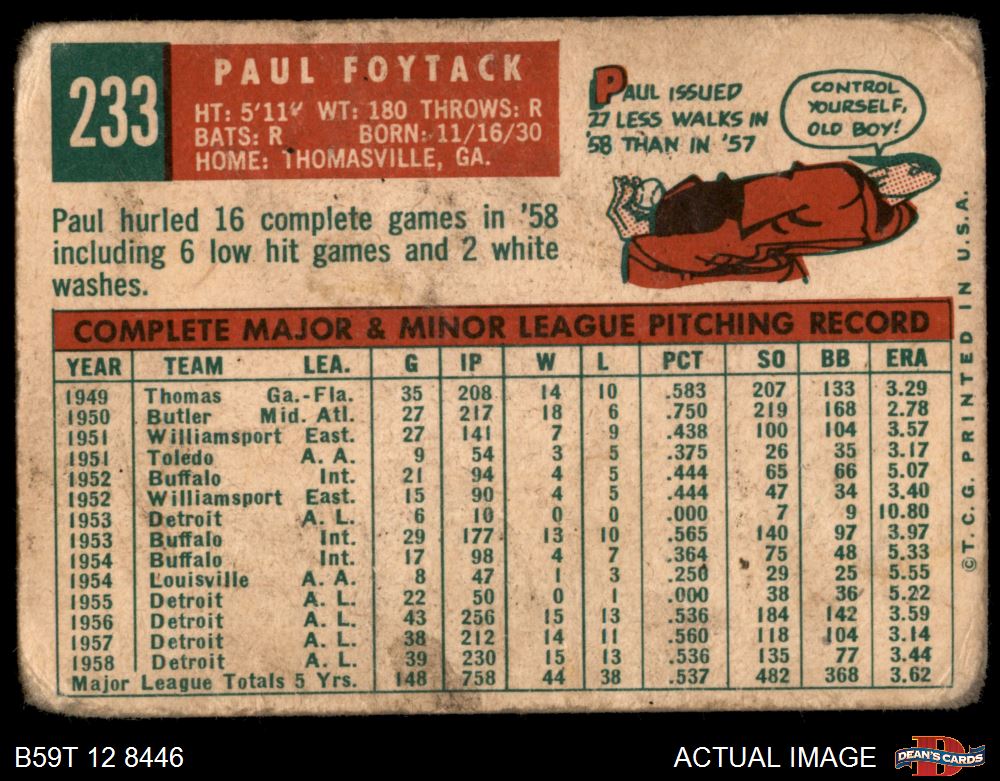 233
PAUL FOYTACK
HT: 5'11" WT: 180 THROWS: R
BATS: R BORN: 11/16/30
HOME: THOMASVILLE, GA.
PAUL ISSUED
27 LESS WALKS IN
'58 THAN IN '57
CONTROL
YOURSELF,
OLD BOY!
Paul hurled 16 complete games in '58
including 6 low hit games and 2 white
washes.
COMPLETE MAJOR & MINOR LEAGUE PITCHING RECORD
YEAR TEAM LEA. G IP W L PCT SO BB ERA
1949 Thomas Ga.-Fla. 35 208 14 10 .583 207 133 3.29
1950 Butler Mid. Atl. 27 217 18 6 .750 219 168 2.78
1951 Williamsport East. 27 141 7 9 .438 100 104 3.57
1951 Toledo A. A. 9 54 3 5 .375 26 35 3.17
1952 Buffalo Int. 21 94 4 5 .444 65 66 5.07
1952 Williamsport East. 15 90 4 5 .444 47 34 3.40
1953 Detroit A. L. 6 10 0 0 .000 7 9 10.80
1953 Buffalo Int. 29 177 13 10 .565 140 97 3.97
1954 Buffalo Int. 17 98 4 7 .364 75 48 5.33
1954 Louisville A. A. 8 47 1 3 .250 29 25 5.55
1955 Detroit A. L. 22 50 0 1 .000 38 36 5.22
1956 Detroit A. L. 43 256 15 13 .536 184 142 3.59
1957 Detroit A. L. 38 212 14 11 .560 118 104 3.14
1958 Detroit A. L. 39 230 15 13 .536 135 77 3.44
Major League Totals 5 Yrs. 148 758 44 38 .537 482 368 3.62
© T. C. G. PRINTED IN U. S. A.
B59T 12 8446
ACTUAL IMAGE
D
DEAN'S CARDS